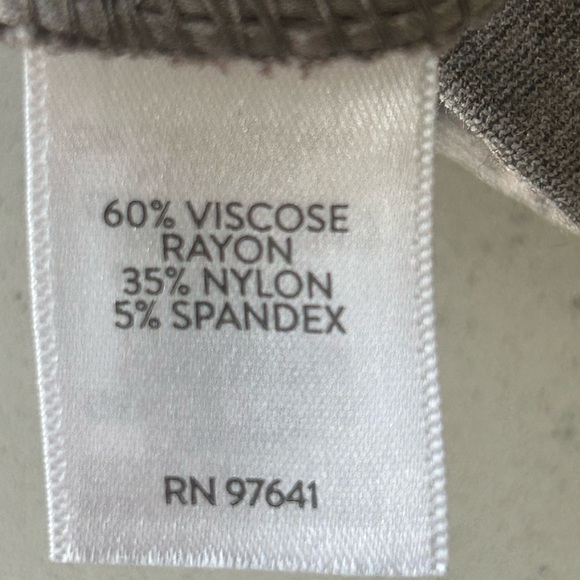 60% VISCOSE
RAYON
35% NYLON
5% SPANDEX
RN 97641